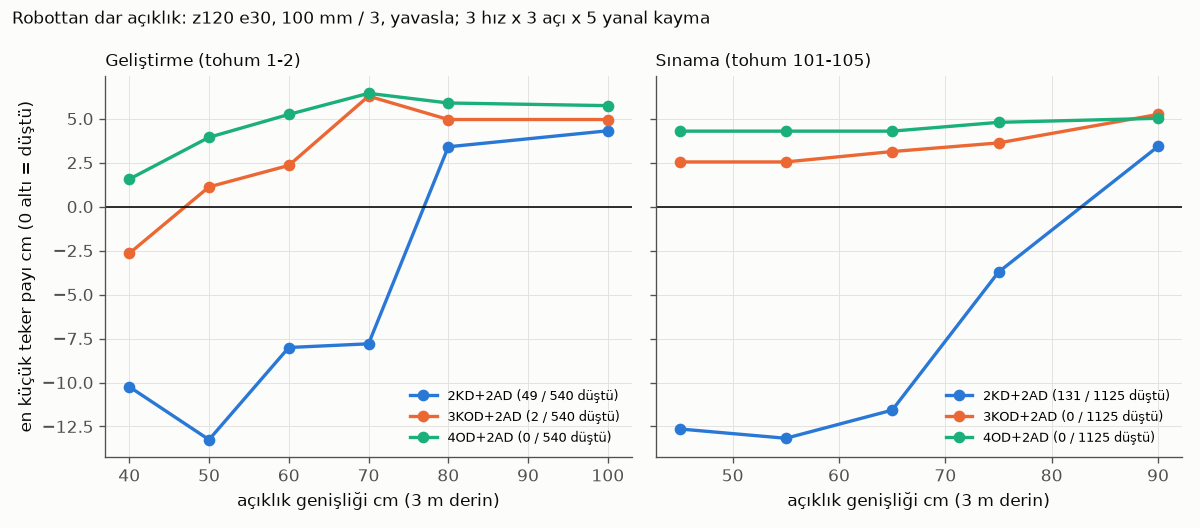 Robottan dar açıklık: z120 e30, 100 mm / 3, yavasla; 3 hız x 3 açı x 5 yanal kayma
Geliştirme (tohum 1-2)
Sınama (tohum 101-105)
en küçük teker payı cm (0 altı = düştü)
5.0
2.5
0.0
−2.5
−5.0
−7.5
−10.0
−12.5
2KD+2AD (49 / 540 düştü)
3KOD+2AD (2 / 540 düştü)
4OD+2AD (0 / 540 düştü)
40 50 60 70 80 90 100
açıklık genişliği cm (3 m derin)
2KD+2AD (131 / 1125 düştü)
3KOD+2AD (0 / 1125 düştü)
4OD+2AD (0 / 1125 düştü)
50 60 70 80 90
açıklık genişliği cm (3 m derin)